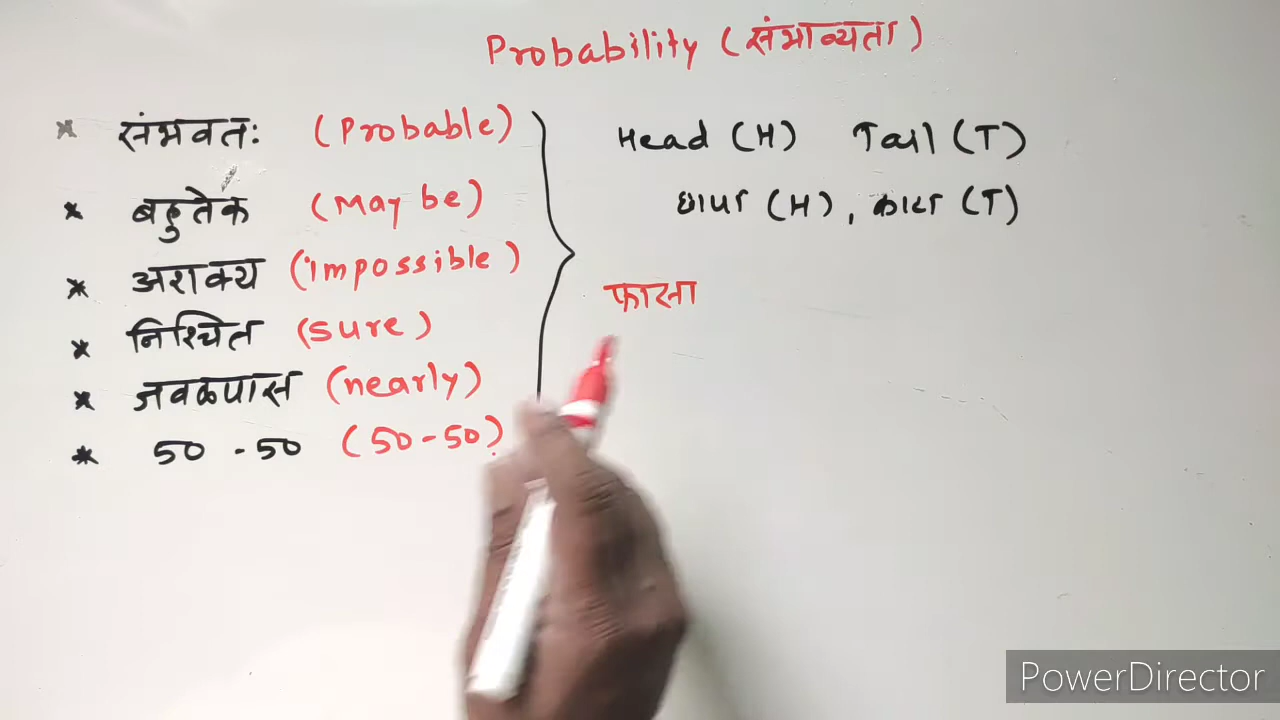 Probability (संभाव्यता)
* संभवतः (Probable)
* बहुतेक (May be)
* अशक्य (impossible)
* निश्चित (sure)
* जवळपास (nearly)
* 50 - 50 (50 - 50)
Head (H) Tail (T)
छापा (H), काटा (T)
फासा
PowerDirector